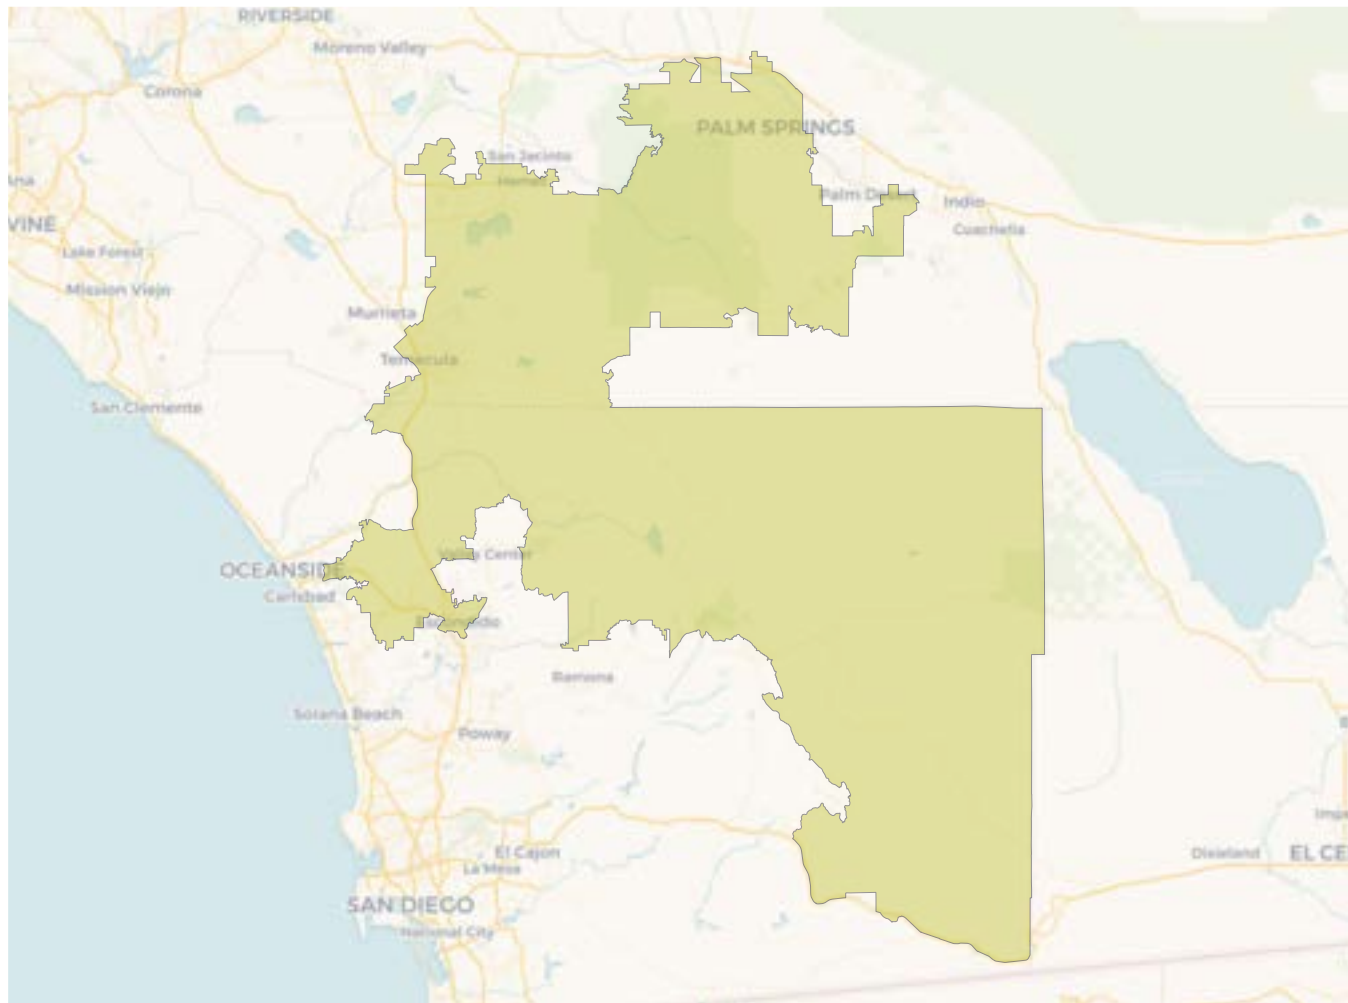 RIVERSIDE
Moreno Valley
Corona
PALM SPRINGS
San Jacinto
Hemet
Palm Desert
Indio
VINE
Coachella
Lake Forest
Mission Viejo
Murrieta
Temecula
San Clemente
Valley Center
OCEANSIDE
Carlsbad
Escondido
Ramona
Solana Beach
Poway
El Cajon
La Mesa
Dixieland
EL CE
SAN DIEGO
National City